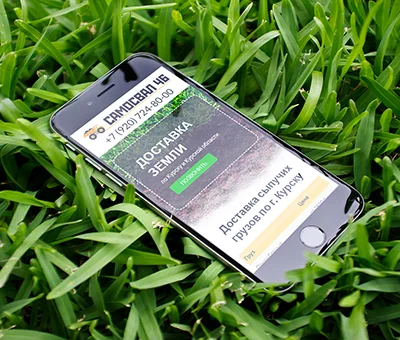 САМОСВАЛ 46
+7 (920) 724-80-00
ДОСТАВКА
ЗЕМЛИ
по Курску и Курской области
ПОЗВОНИТЬ
Доставка сыпучих
грузов по г. Курску
Груз Цена